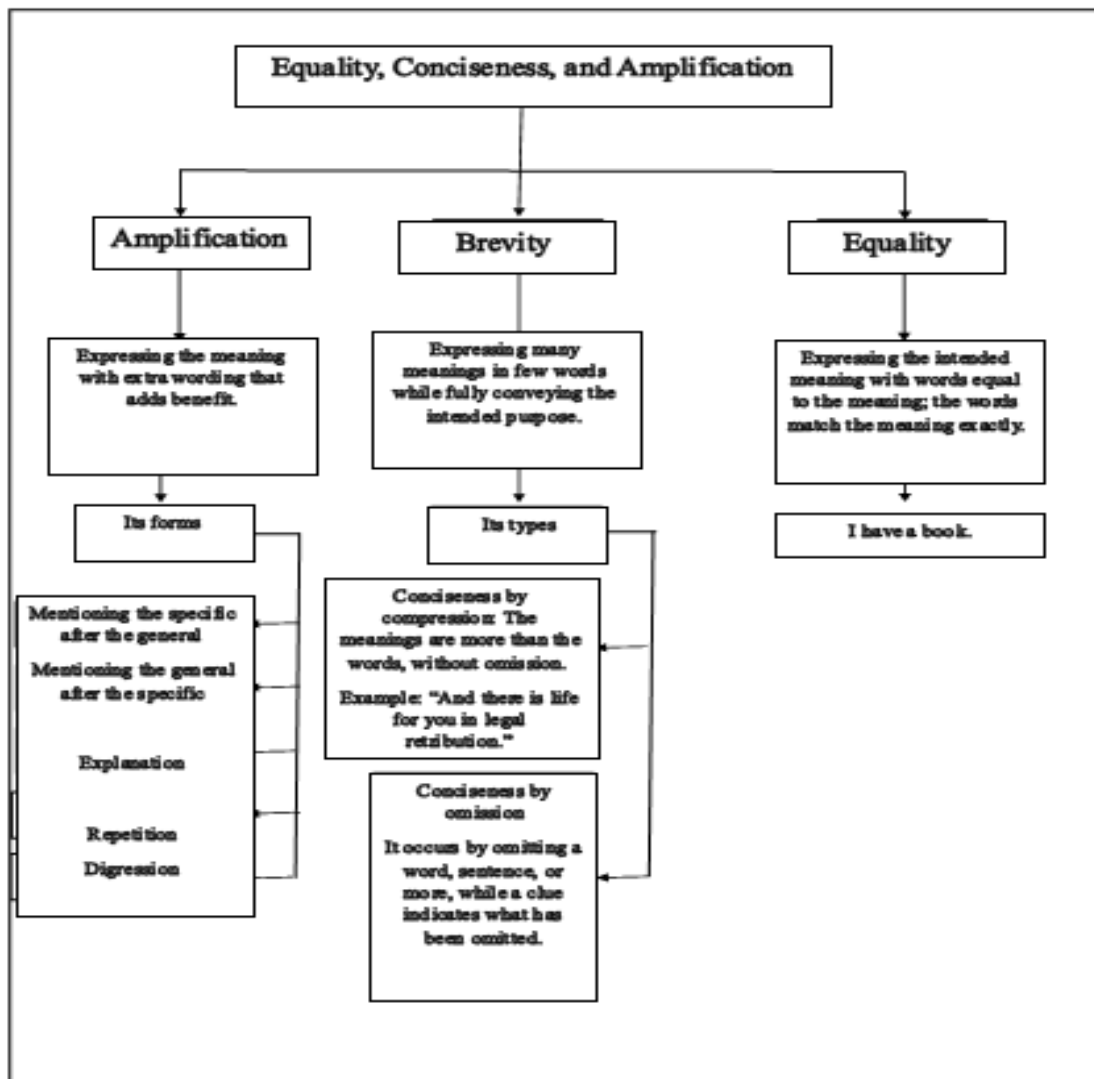 Equality, Conciseness, and Amplification
Amplification
Brevity
Equality
Expressing the meaning
with extra wording that
adds benefit.
Expressing many
meanings in few words
while fully conveying the
intended purpose.
Expressing the intended
meaning with words equal
to the meaning; the words
match the meaning exactly.
Its forms
Its types
I have a book.
Mentioning the specific
after the general
Mentioning the general
after the specific
Explanation
Repetition
Digression
Conciseness by
compression: The
meanings are more than the
words, without omission.
Example: "And there is life
for you in legal
retribution."
Conciseness by
omission
It occurs by omitting a
word, sentence, or
more, while a clue
indicates what has
been omitted.